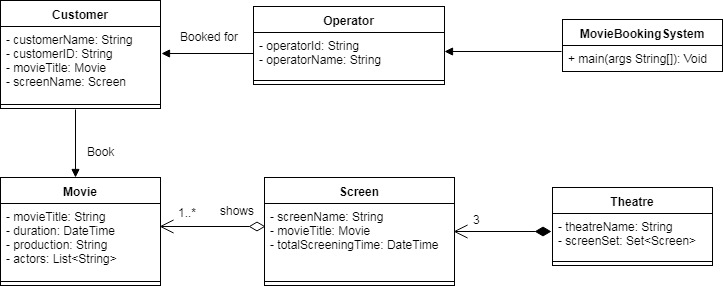 Customer
- customerName: String
- customerID: String
- movieTitle: Movie
- screenName: Screen
Booked for
Operator
- operatorId: String
- operatorName: String
MovieBookingSystem
+ main(args String[]): Void
Book
Movie
- movieTitle: String
- duration: DateTime
- production: String
- actors: List<String>
1..*
shows
Screen
- screenName: String
- movieTitle: Movie
- totalScreeningTime: DateTime
3
Theatre
- theatreName: String
- screenSet: Set<Screen>